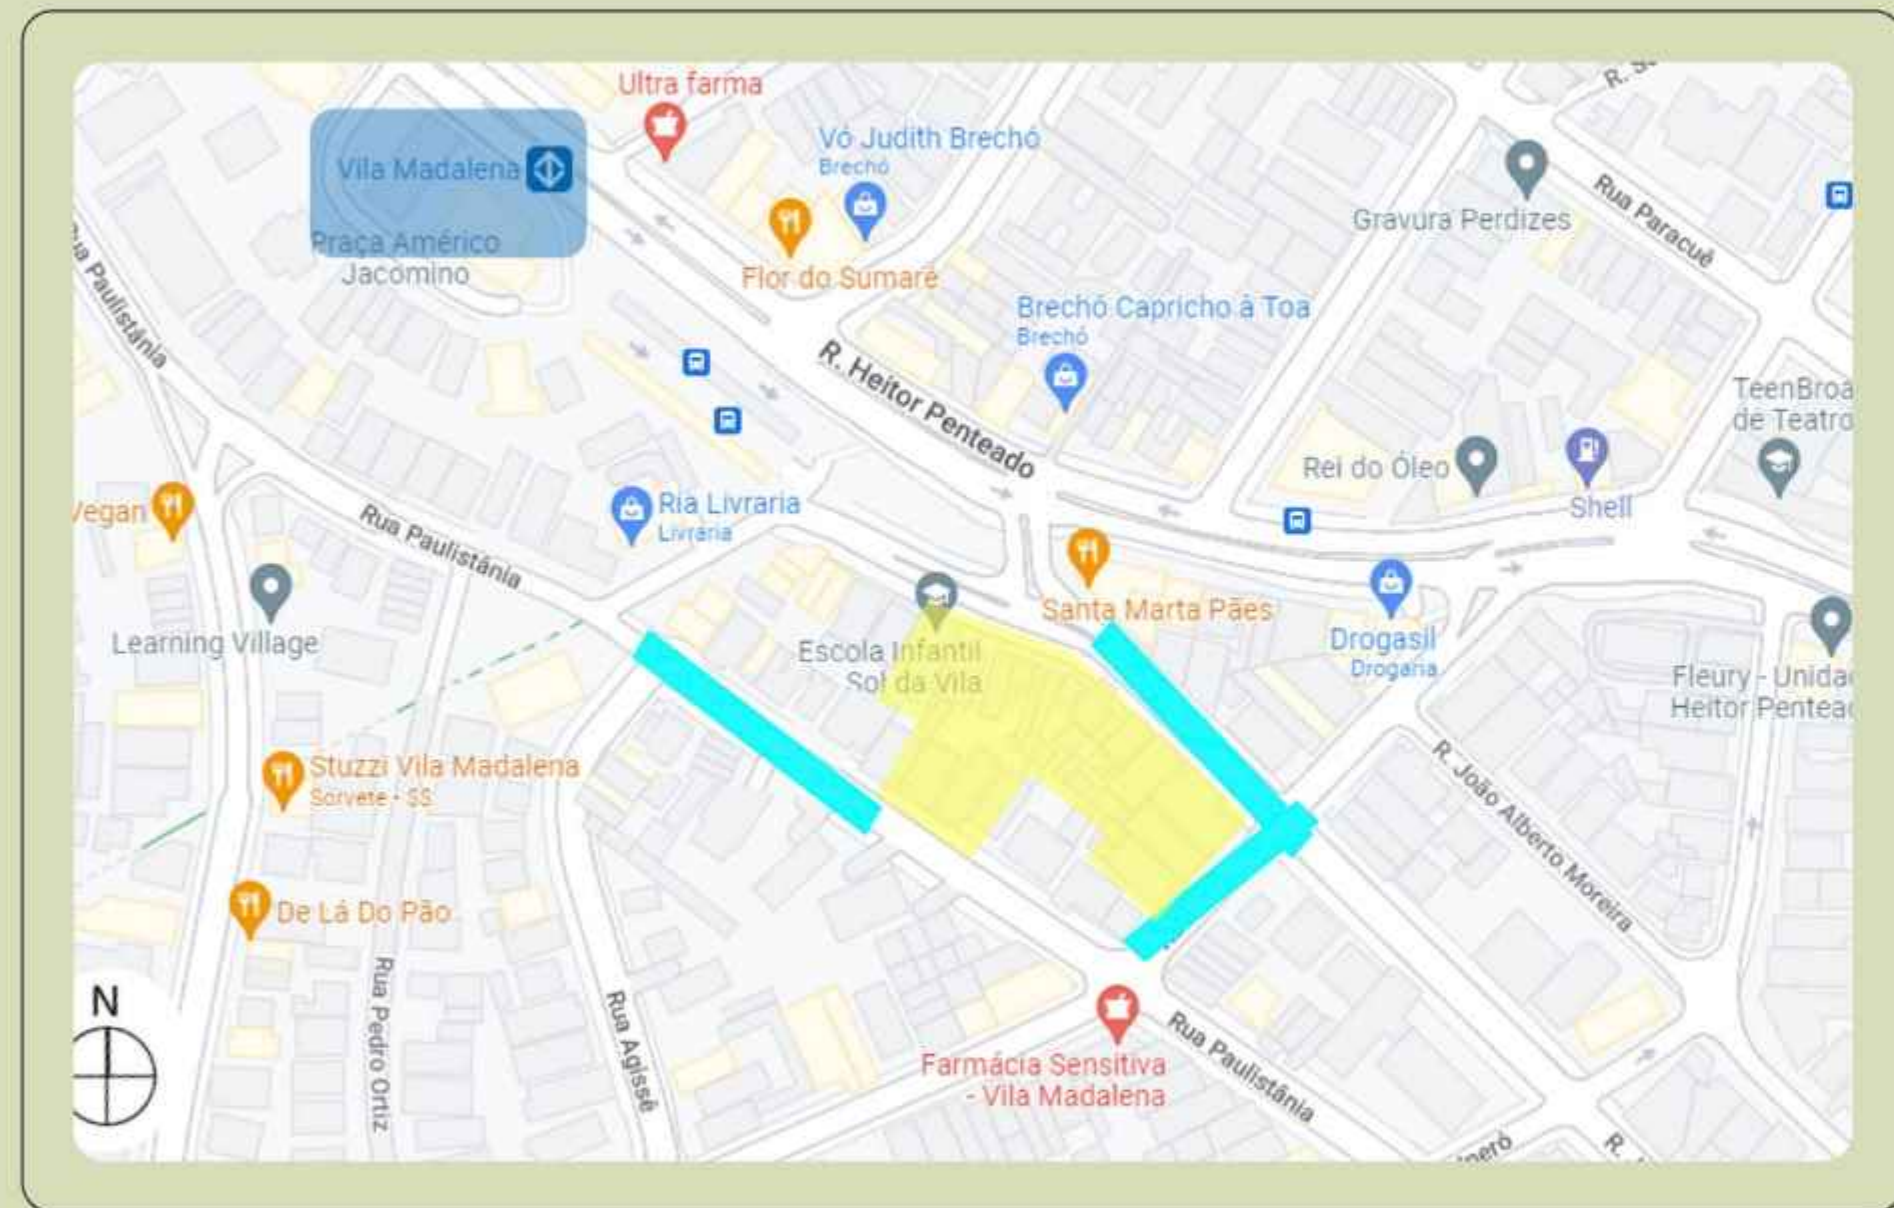 Ultra farma
Vó Judith Brechó
Brechó
Vila Madalena
Praça Américo
Jacomino
Flor do Sumaré
Gravura Perdizes
Rua Paracuê
Rua Paulistânia
Brechó Capricho à Toa
Brechó
R. Heitor Penteado
TeenBroa
de Teatro
Rei do Óleo
Shell
Vegan
Ria Livraria
Livraria
Rua Paulistânia
Learning Village
Santa Marta Pães
Drogasil
Drogaria
Escola Infantil
Sol da Vila
Fleury - Unida
Heitor Pentea
Stuzzi Vila Madalena
Sorvete - $$
R. João Alberto Moreira
De Lá Do Pão
Rua Pedro Ortiz
Rua Agissê
N
Farmácia Sensitiva
- Vila Madalena
Rua Paulistânia
R.